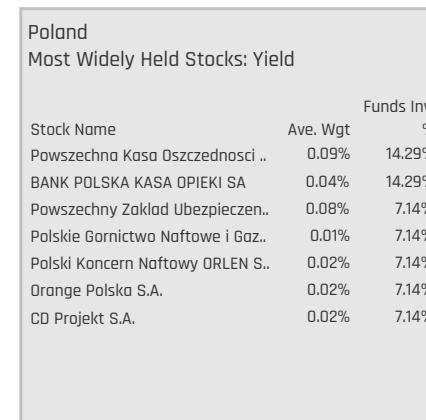 Poland
Most Widely Held Stocks: Yield
Funds Inv
Stock Name Ave. Wgt %
Powszechna Kasa Oszczednosci .. 0.09% 14.29%
BANK POLSKA KASA OPIEKI SA 0.04% 14.29%
Powszechny Zaklad Ubezpieczen.. 0.08% 7.14%
Polskie Gornictwo Naftowe i Gaz.. 0.01% 7.14%
Polski Koncern Naftowy ORLEN S.. 0.02% 7.14%
Orange Polska S.A. 0.02% 7.14%
CD Projekt S.A. 0.02% 7.14%